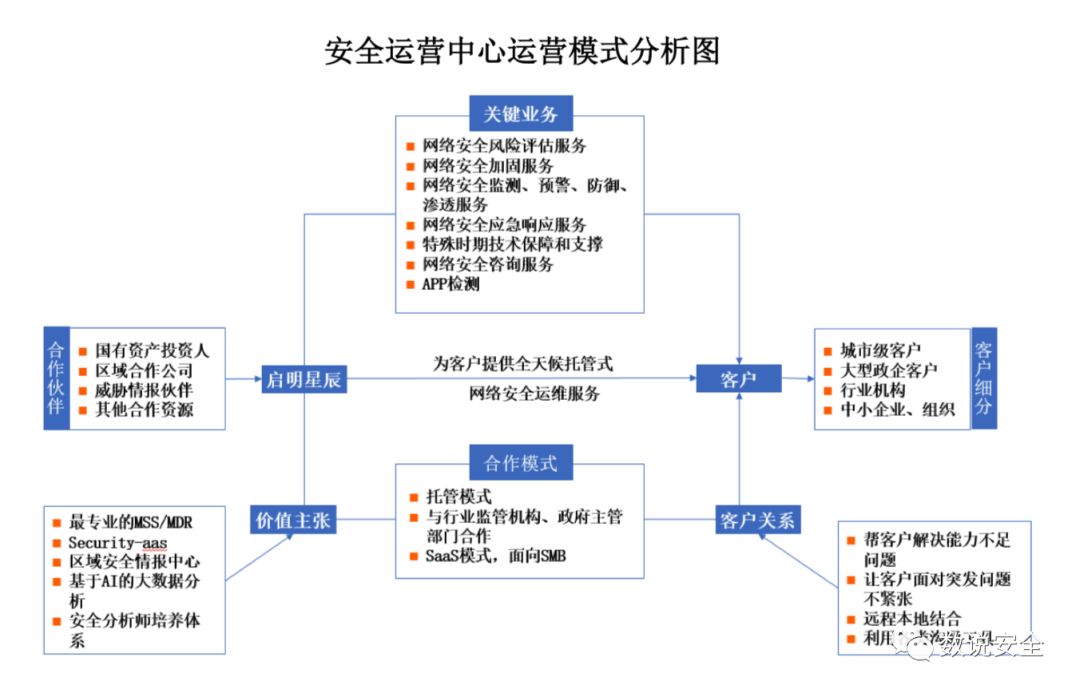 安全运营中心运营模式分析图
关键业务
网络安全风险评估服务
网络安全加固服务
网络安全监测、预警、防御、
渗透服务
网络安全应急响应服务
特殊时期技术保障和支撑
网络安全咨询服务
APP检测
合作伙伴
国有资产投资人
区域合作公司
威胁情报伙伴
其他合作资源
启明星辰
为客户提供全天候托管式
网络安全运维服务
客户
城市级客户
大型政企客户
行业机构
中小企业、组织
客户细分
合作模式
托管模式
与行业监管机构、政府主管
部门合作
SaaS模式，面向SMB
价值主张
最专业的MSS/MDR
Security-aas
区域安全情报中心
基于AI的大数据分
析
安全分析师培养体
系
客户关系
帮客户解决能力不足
问题
让客户面对突发问题
不紧张
远程本地结合
利用
数说安全